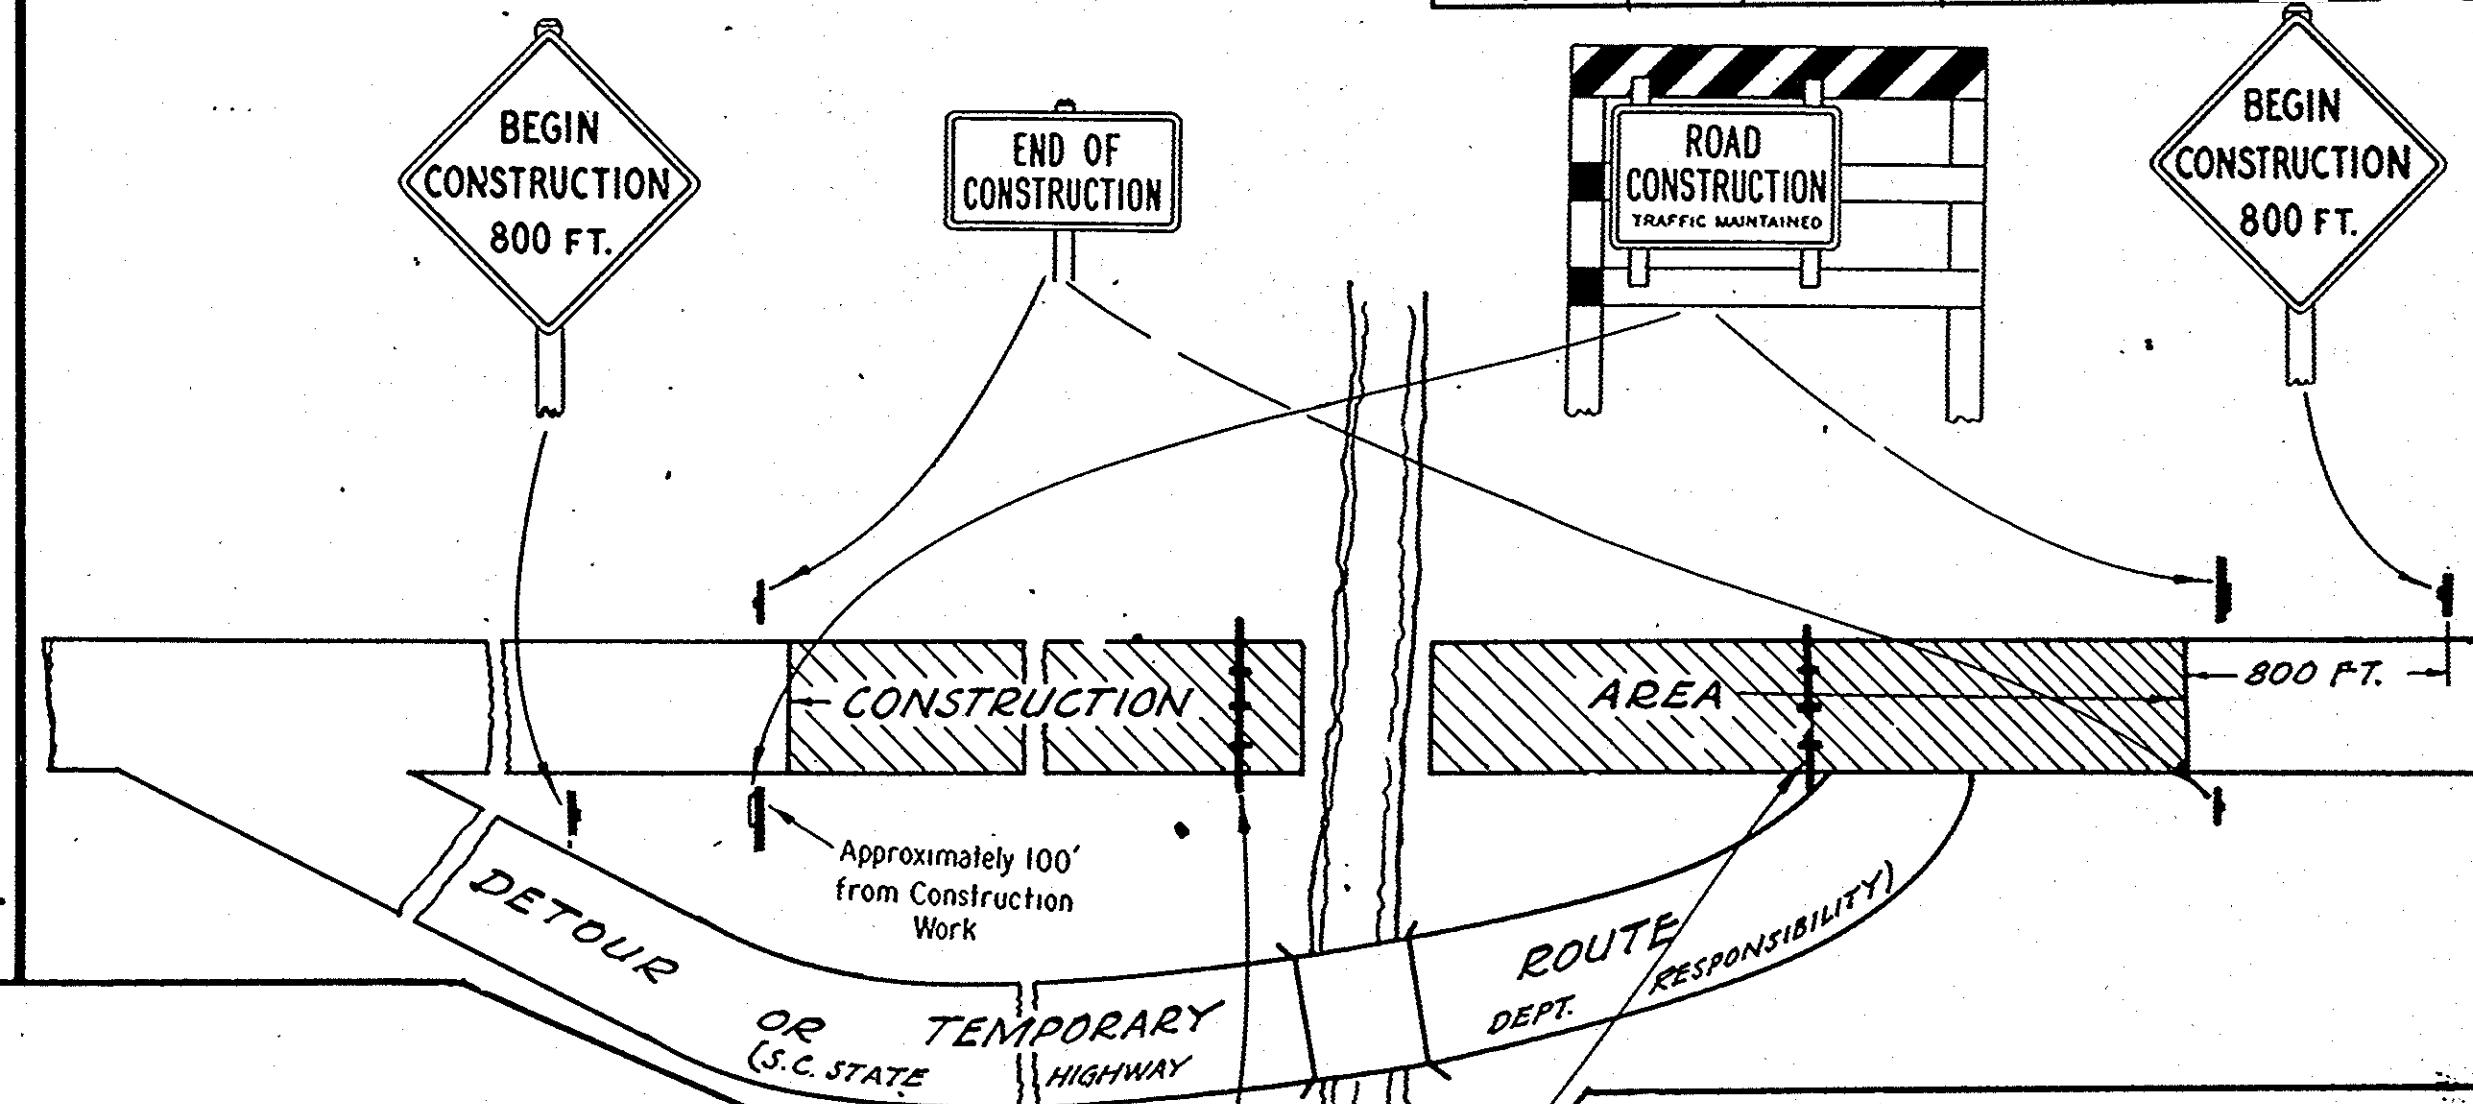 BEGIN
CONSTRUCTION
800 FT.
END OF
CONSTRUCTION
ROAD
CONSTRUCTION
TRAFFIC MAINTAINED
BEGIN
CONSTRUCTION
800 FT.
CONSTRUCTION AREA
800 FT.
Approximately 100'
from Construction
Work
DETOUR OR TEMPORARY ROUTE
(S.C. STATE HIGHWAY DEPT. RESPONSIBILITY)